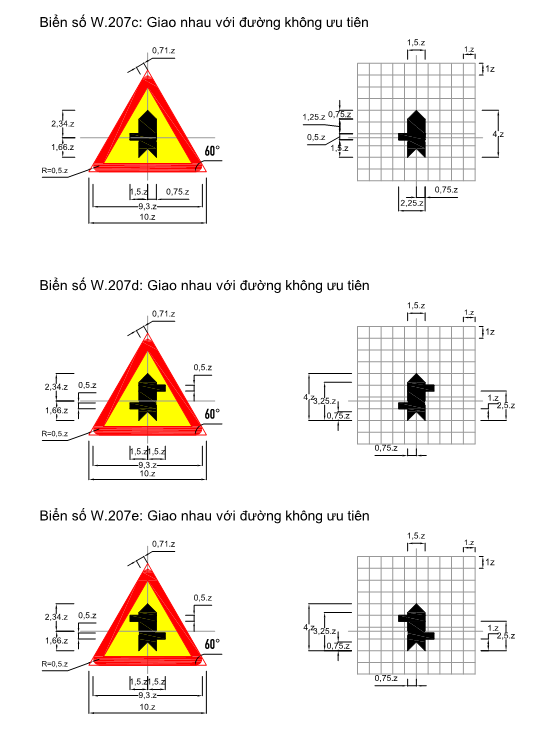 Biển số W.207c: Giao nhau với đường không ưu tiên
0,71.z
1,5.z
1.z
1z
2,34.z
1,66.z
60°
R=0,5.z
1,5.z
0,75.z
9,3.z
10.z
1,25.z
0,75.z
0,5.z
1,5.z
4.z
0,75.z
2,25.z
Biển số W.207d: Giao nhau với đường không ưu tiên
0,71.z
1,5.z
1.z
1z
0,5.z
2,34.z
0,5.z
1,66.z
60°
R=0,5.z
1,5.z
1,5.z
9,3.z
10.z
4.z
3,25.z
0,75.z
1.z
2,5.z
0,75.z
Biển số W.207e: Giao nhau với đường không ưu tiên
0,71.z
1,5.z
1.z
1z
0,5.z
2,34.z
0,5.z
1,66.z
60°
R=0,5.z
1,5.z
1,5.z
9,3.z
10.z
4.z
3,25.z
0,75.z
1.z
2,5.z
0,75.z